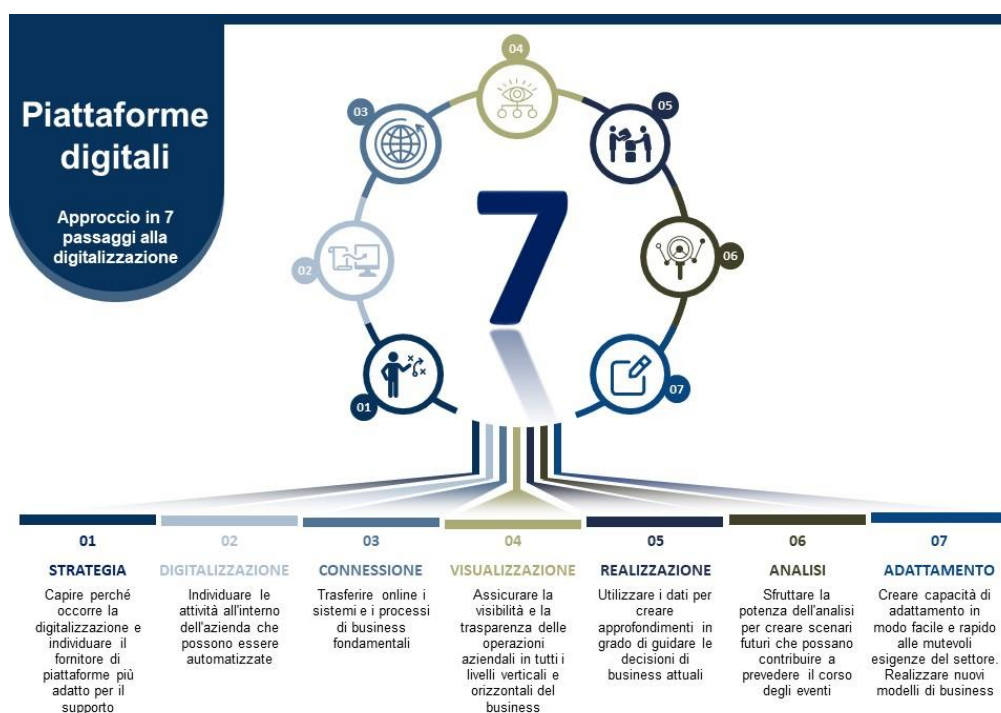 Piattaforme
digitali
Approccio in 7
passaggi alla
digitalizzazione
04
03
05
02
06
01
07
7
01
STRATEGIA
Capire perché
occorre la
digitalizzazione e
individuare il
fornitore di
piattaforme più
adatto per il
supporto
02
DIGITALIZZAZIONE
Individuare le
attività all'interno
dell'azienda che
possono essere
automatizzate
03
CONNESSIONE
Trasferire online i
sistemi e i processi
di business
fondamentali
04
VISUALIZZAZIONE
Assicurare la
visibilità e la
trasparenza delle
operazioni
aziendali in tutti i
livelli verticali e
orizzontali del
business
05
REALIZZAZIONE
Utilizzare i dati per
creare
approfondimenti in
grado di guidare le
decisioni di
business attuali
06
ANALISI
Sfruttare la
potenza dell'analisi
per creare scenari
futuri che possano
contribuire a
prevedere il corso
degli eventi
07
ADATTAMENTO
Creare capacità di
adattamento in
modo facile e rapido
alle mutevoli
esigenze del settore.
Realizzare nuovi
modelli di business